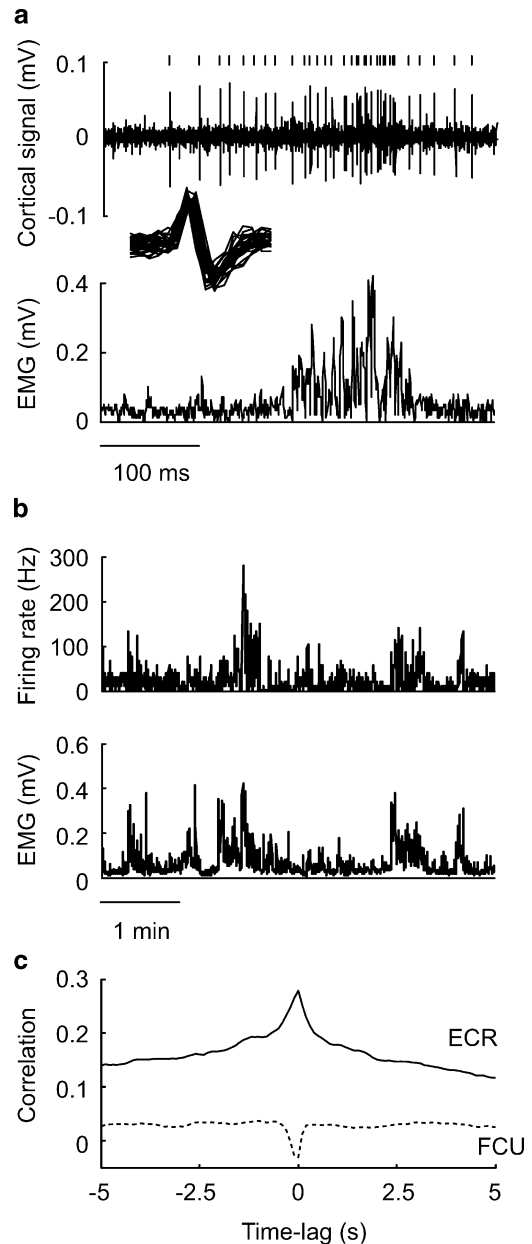 a
Cortical signal (mV)
0.1
0
-0.1
EMG (mV)
0.4
0.2
0
100 ms
b
Firing rate (Hz)
300
200
100
0
EMG (mV)
0.6
0.4
0.2
0
1 min
c
Correlation
0.3
0.2
0.1
0
ECR
FCU
-5 -2.5 0 2.5 5
Time-lag (s)